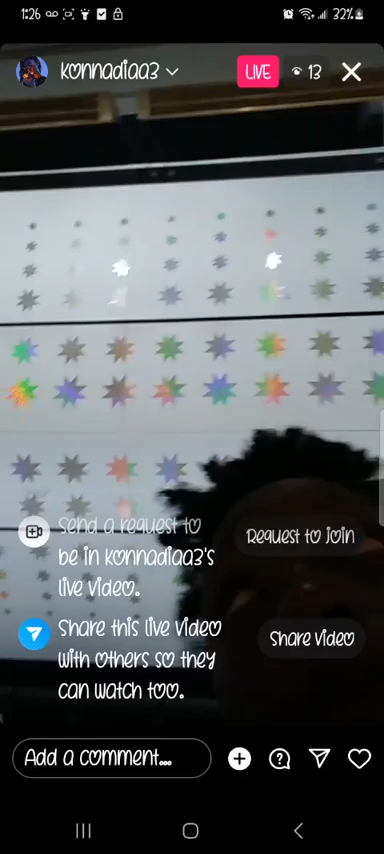 1:26
32%
konnadiaa3
LIVE
13
Send a request to
be in konnadiaa3's
live video.
Request to join
Share this live video
with others so they
can watch too.
Share video
Add a comment...